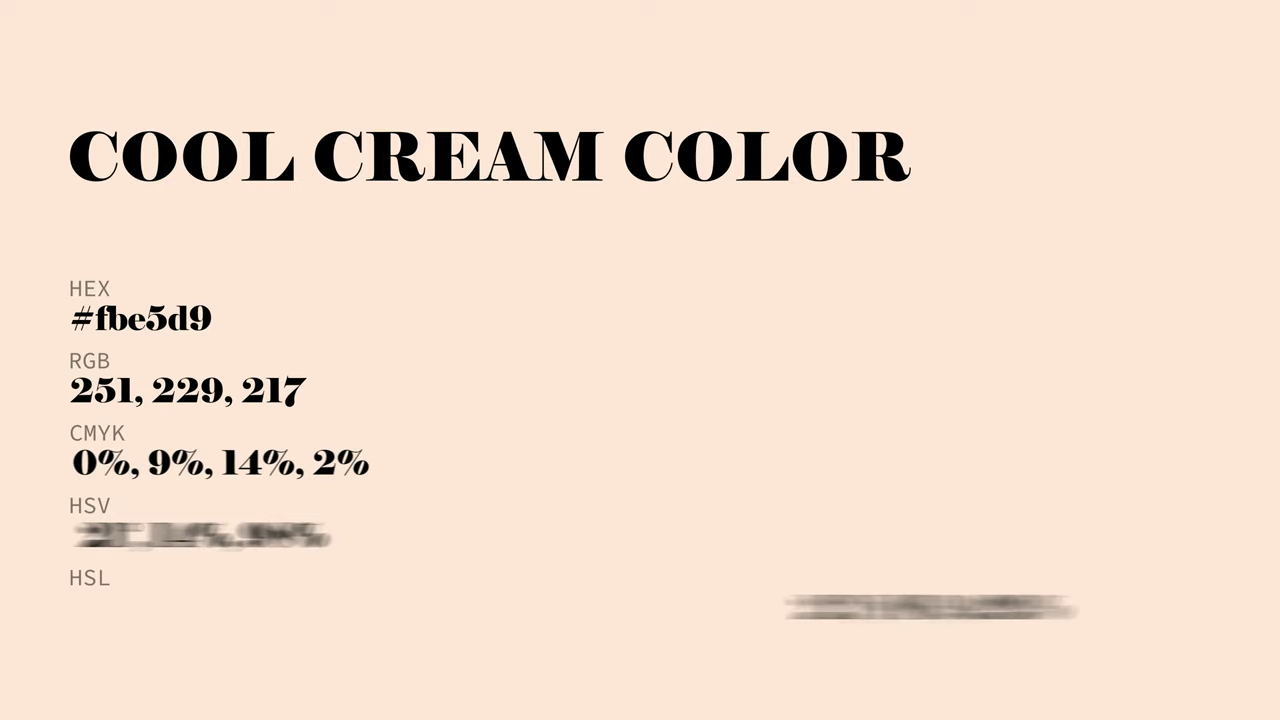 COOL CREAM COLOR
HEX
#fbe5d9
RGB
251, 229, 217
CMYK
0%, 9%, 14%, 2%
HSV
HSL